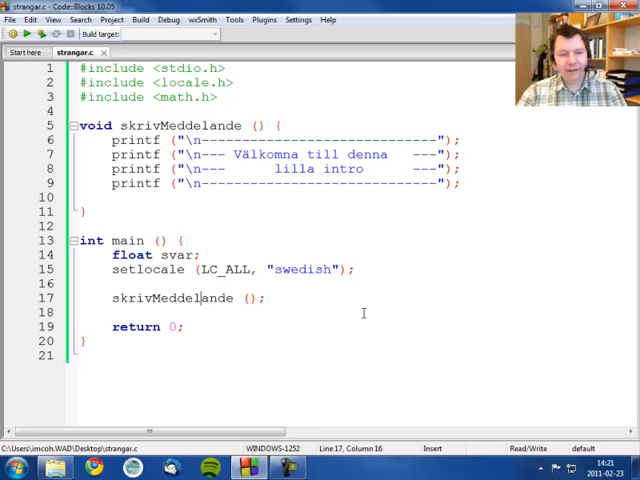 strangar.c - Code::Blocks 10.05
File Edit View Search Project Build Debug wxSmith Tools Plugins Settings Help
Build target:
Start here strangar.c
1 #include <stdio.h>
2 #include <locale.h>
3 #include <math.h>
4
5 void skrivMeddelande () {
6 printf ("\n-----------------------------");
7 printf ("\n--- Välkomna till denna   ---");
8 printf ("\n---      lilla intro      ---");
9 printf ("\n-----------------------------");
10
11 }
12
13 int main () {
14 float svar;
15 setlocale (LC_ALL, "swedish");
16
17 skrivMeddelande ();
18
19 return 0;
20 }
21
C:\Users\imcoh.WAD\Desktop\strangar.c WINDOWS-1252 Line 17, Column 16 Insert Read/Write default
14:21
2011-02-23